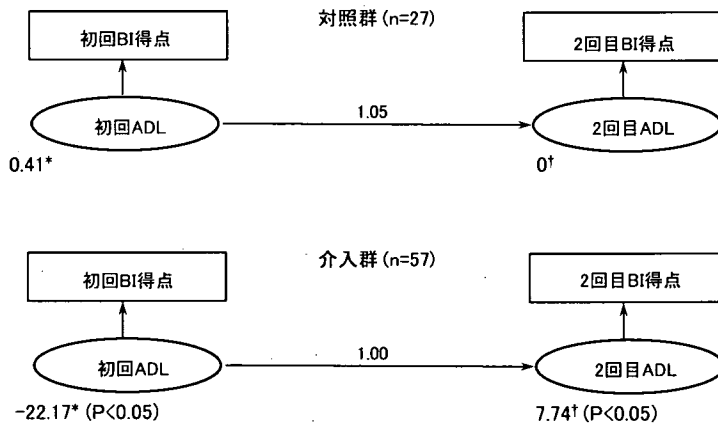 対照群 (n=27)
初回BI得点
2回目BI得点
初回ADL
1.05
2回目ADL
0.41*
0†
介入群 (n=57)
初回BI得点
2回目BI得点
初回ADL
1.00
2回目ADL
-22.17* (P<0.05)
7.74† (P<0.05)